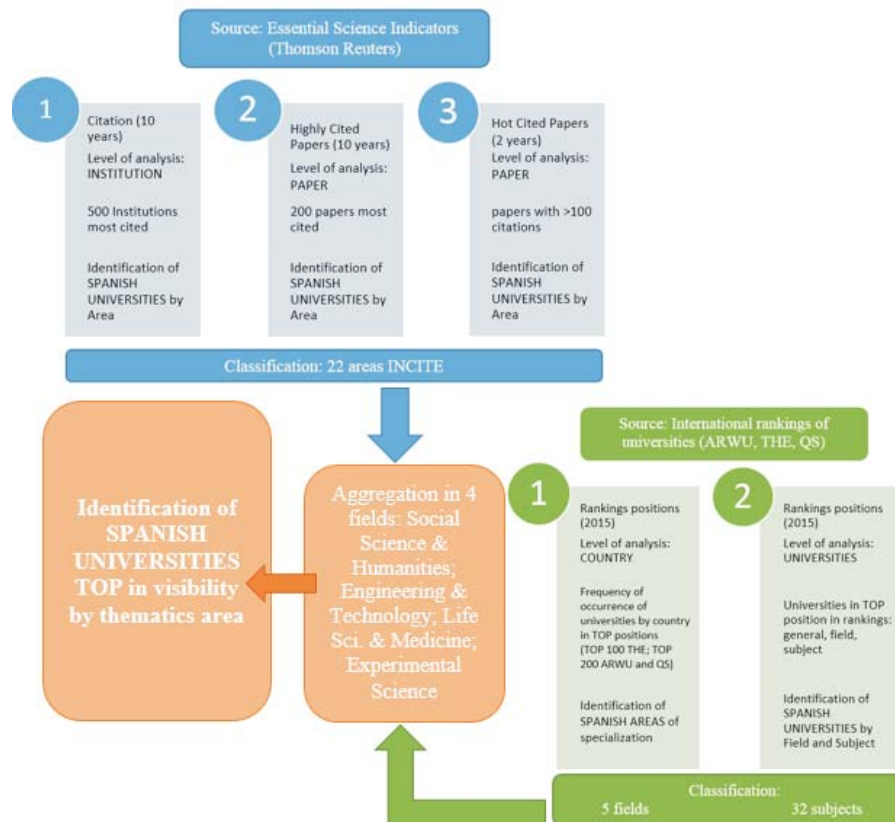 Source: Essential Science Indicators
(Thomson Reuters)
1
Citation (10
years)
Level of analysis:
INSTITUTION
500 Institutions
most cited
Identification of
SPANISH
UNIVERSITIES by
Area
2
Highly Cited
Papers (10 years)
Level of analysis:
PAPER
200 papers most
cited
Identification of
SPANISH
UNIVERSITIES by
Area
3
Hot Cited Papers
(2 years)
Level of analysis:
PAPER
papers with >100
citations
Identification of
SPANISH
UNIVERSITIES by
Area
Classification: 22 areas INCITE
Identification of
SPANISH
UNIVERSITIES
TOP in visibility
by thematics area
Aggregation in 4
fields: Social
Science &
Humanities;
Engineering &
Technology; Life
Sci. & Medicine;
Experimental
Science
Source: International rankings of
universities (ARWU, THE, QS)
1
Rankings positions
(2015)
Level of analysis:
COUNTRY
Frequency of
occurrence of
universities by country
in TOP positions
(TOP 100 THE; TOP
200 ARWU and QS)
Identification of
SPANISH AREAS of
specialization
2
Rankings positions
(2015)
Level of analysis:
UNIVERSITIES
Universities in TOP
position in rankings:
general, field,
subject
Identification of
SPANISH
UNIVERSITIES by
Field and Subject
Classification:
5 fields 32 subjects